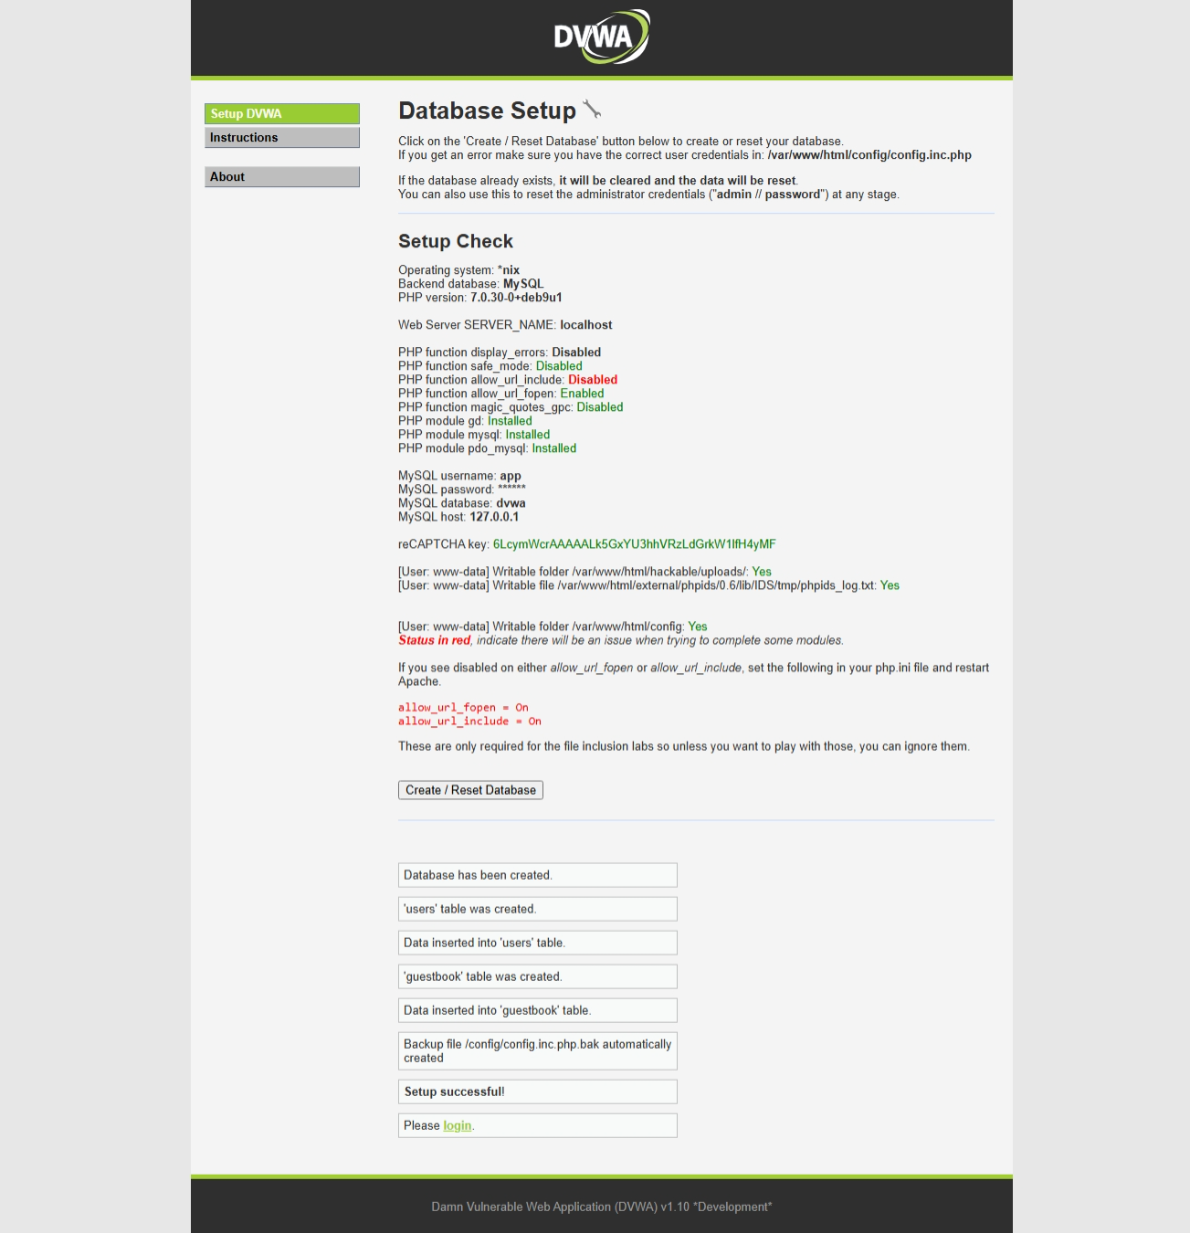 DVWA
Setup DVWA
Instructions
About
Database Setup
Click on the 'Create / Reset Database' button below to create or reset your database.
If you get an error make sure you have the correct user credentials in: /var/www/html/config/config.inc.php
If the database already exists, it will be cleared and the data will be reset.
You can also use this to reset the administrator credentials ("admin // password") at any stage.
Setup Check
Operating system: *nix
Backend database: MySQL
PHP version: 7.0.30-0+deb9u1
Web Server SERVER_NAME: localhost
PHP function display_errors: Disabled
PHP function safe_mode: Disabled
PHP function allow_url_include: Disabled
PHP function allow_url_fopen: Enabled
PHP function magic_quotes_gpc: Disabled
PHP module gd: Installed
PHP module mysql: Installed
PHP module pdo_mysql: Installed
MySQL username: app
MySQL password: ******
MySQL database: dvwa
MySQL host: 127.0.0.1
reCAPTCHA key: 6LcymWcrAAAAALk5GxYU3hhVRzLdGrkW1lfH4yMF
[User: www-data] Writable folder /var/www/html/hackable/uploads/: Yes
[User: www-data] Writable file /var/www/html/external/phpids/0.6/lib/IDS/tmp/phpids_log.txt: Yes
[User: www-data] Writable folder /var/www/html/config: Yes
Status in red, indicate there will be an issue when trying to complete some modules.
If you see disabled on either allow_url_fopen or allow_url_include, set the following in your php.ini file and restart
Apache.
allow_url_fopen = On
allow_url_include = On
These are only required for the file inclusion labs so unless you want to play with those, you can ignore them.
Create / Reset Database
Database has been created.
'users' table was created.
Data inserted into 'users' table.
'guestbook' table was created.
Data inserted into 'guestbook' table.
Backup file /config/config.inc.php.bak automatically
created
Setup successful!
Please login.
Damn Vulnerable Web Application (DVWA) v1.10 *Development*